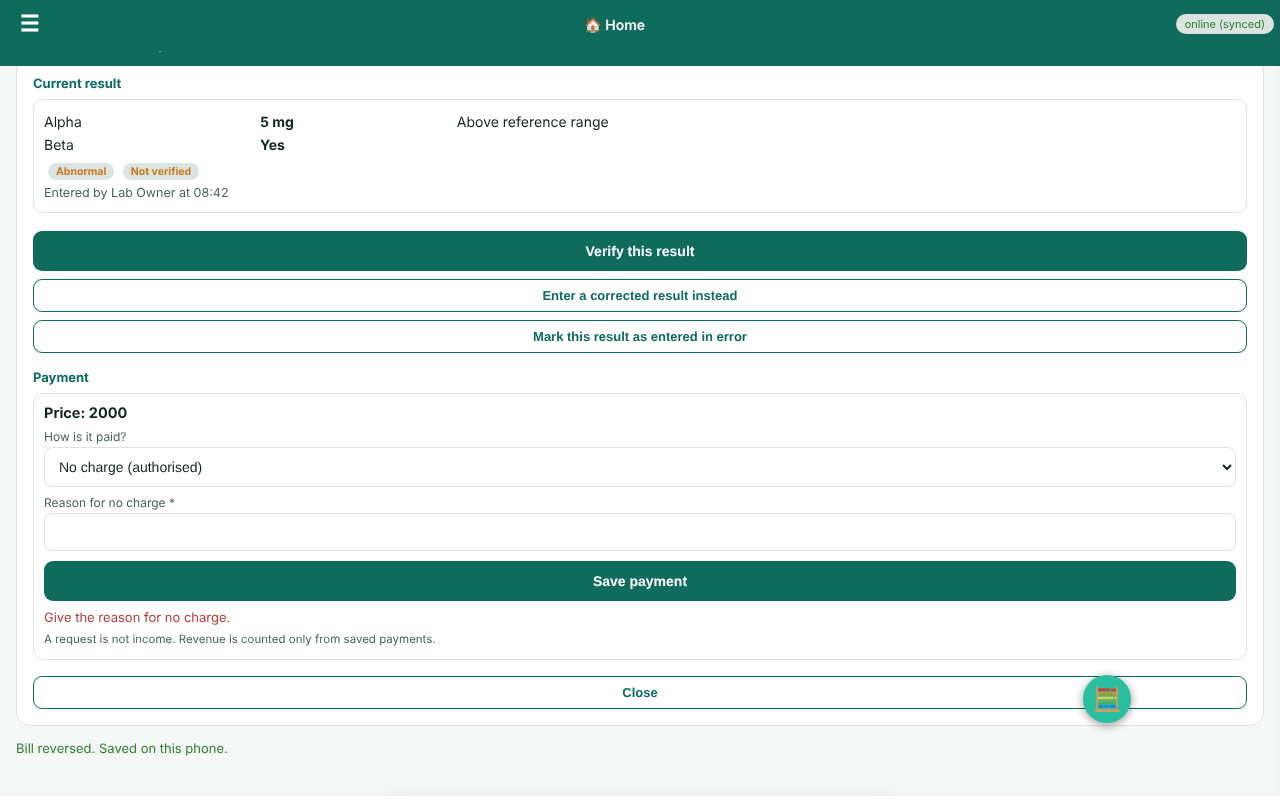 ☰
🏠 Home
online (synced)
Current result
Alpha 5 mg Above reference range
Beta Yes
Abnormal Not verified
Entered by Lab Owner at 08:42
Verify this result
Enter a corrected result instead
Mark this result as entered in error
Payment
Price: 2000
How is it paid?
No charge (authorised)
Reason for no charge *
Save payment
Give the reason for no charge.
A request is not income. Revenue is counted only from saved payments.
Close
Bill reversed. Saved on this phone.